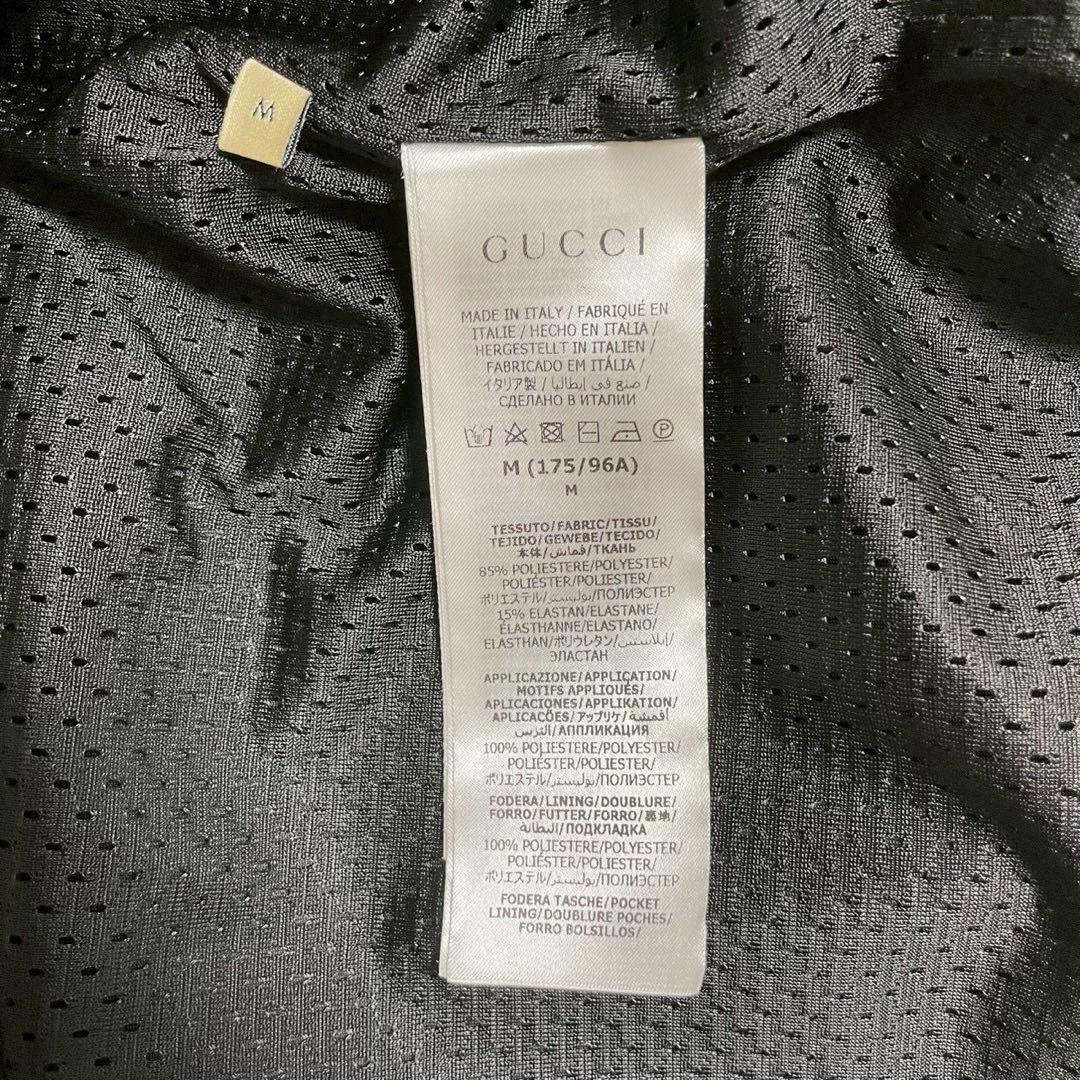 M
GUCCI
MADE IN ITALY / FABRIQUÉ EN
ITALIE / HECHO EN ITALIA /
HERGESTELLT IN ITALIEN /
FABRICADO EM ITÁLIA /
イタリア製 / صنع في ايطاليا /
СДЕЛАНО В ИТАЛИИ
P
M (175/96A)
M
TESSUTO/FABRIC/TISSU/
TEJIDO/GEWEBE/TECIDO/
本体/قماش/ТКАНЬ
85% POLIESTERE/POLYESTER/
POLIÉSTER/POLIESTER/
ポリエステル/بوليستر/ПОЛИЭСТЕР
15% ELASTAN/ELASTANE/
ÉLASTHANNE/ELASTANO/
ELASTHAN/ポリウレタン/إيلاستين/
ЭЛАСТАН
APPLICAZIONE/APPLICATION/
MOTIFS APPLIQUÉS/
APLICACIONES/APPLIKATION/
APLICAÇÕES/アップリケ/أقمشة
الترس/АППЛИКАЦИЯ
100% POLIESTERE/POLYESTER/
POLIÉSTER/POLIESTER/
ポリエステル/بوليستر/ПОЛИЭСТЕР
FODERA/LINING/DOUBLURE/
FORRO/FUTTER/FORRO/裏地/
البطانة/ПОДКЛАДКА
100% POLIESTERE/POLYESTER/
POLIÉSTER/POLIESTER/
ポリエステル/بوليستر/ПОЛИЭСТЕР
FODERA TASCHE/POCKET
LINING/DOUBLURE POCHES/
FORRO BOLSILLOS/